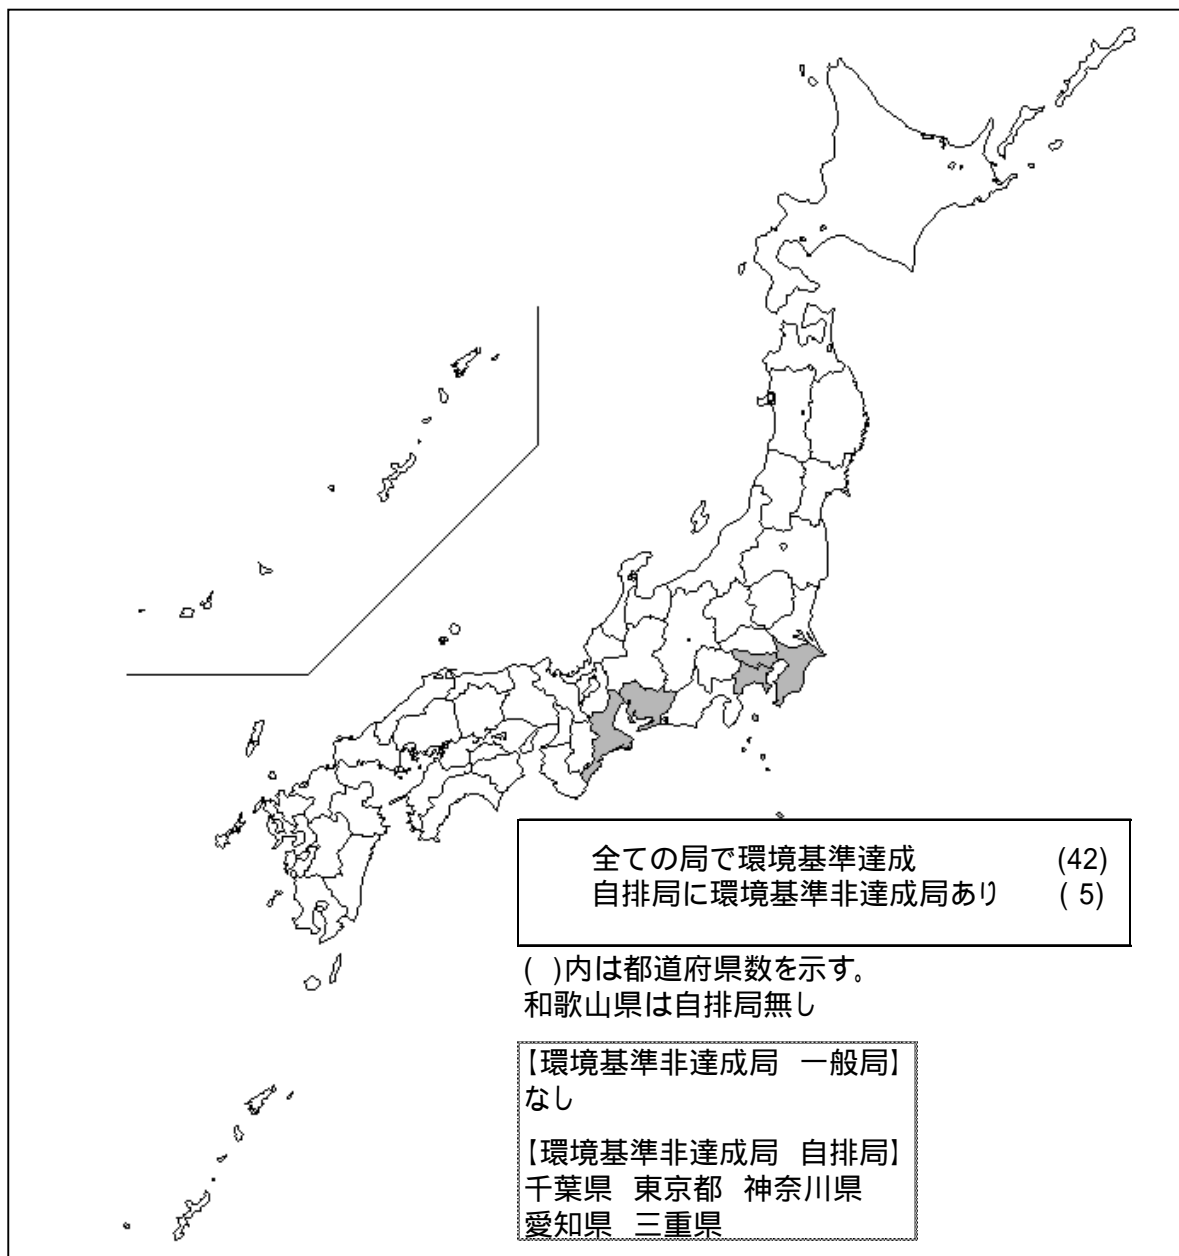 全ての局で環境基準達成 (42)
自排局に環境基準非達成局あり ( 5)
( )内は都道府県数を示す。
和歌山県は自排局無し
【環境基準非達成局 一般局】
なし
【環境基準非達成局 自排局】
千葉県 東京都 神奈川県
愛知県 三重県